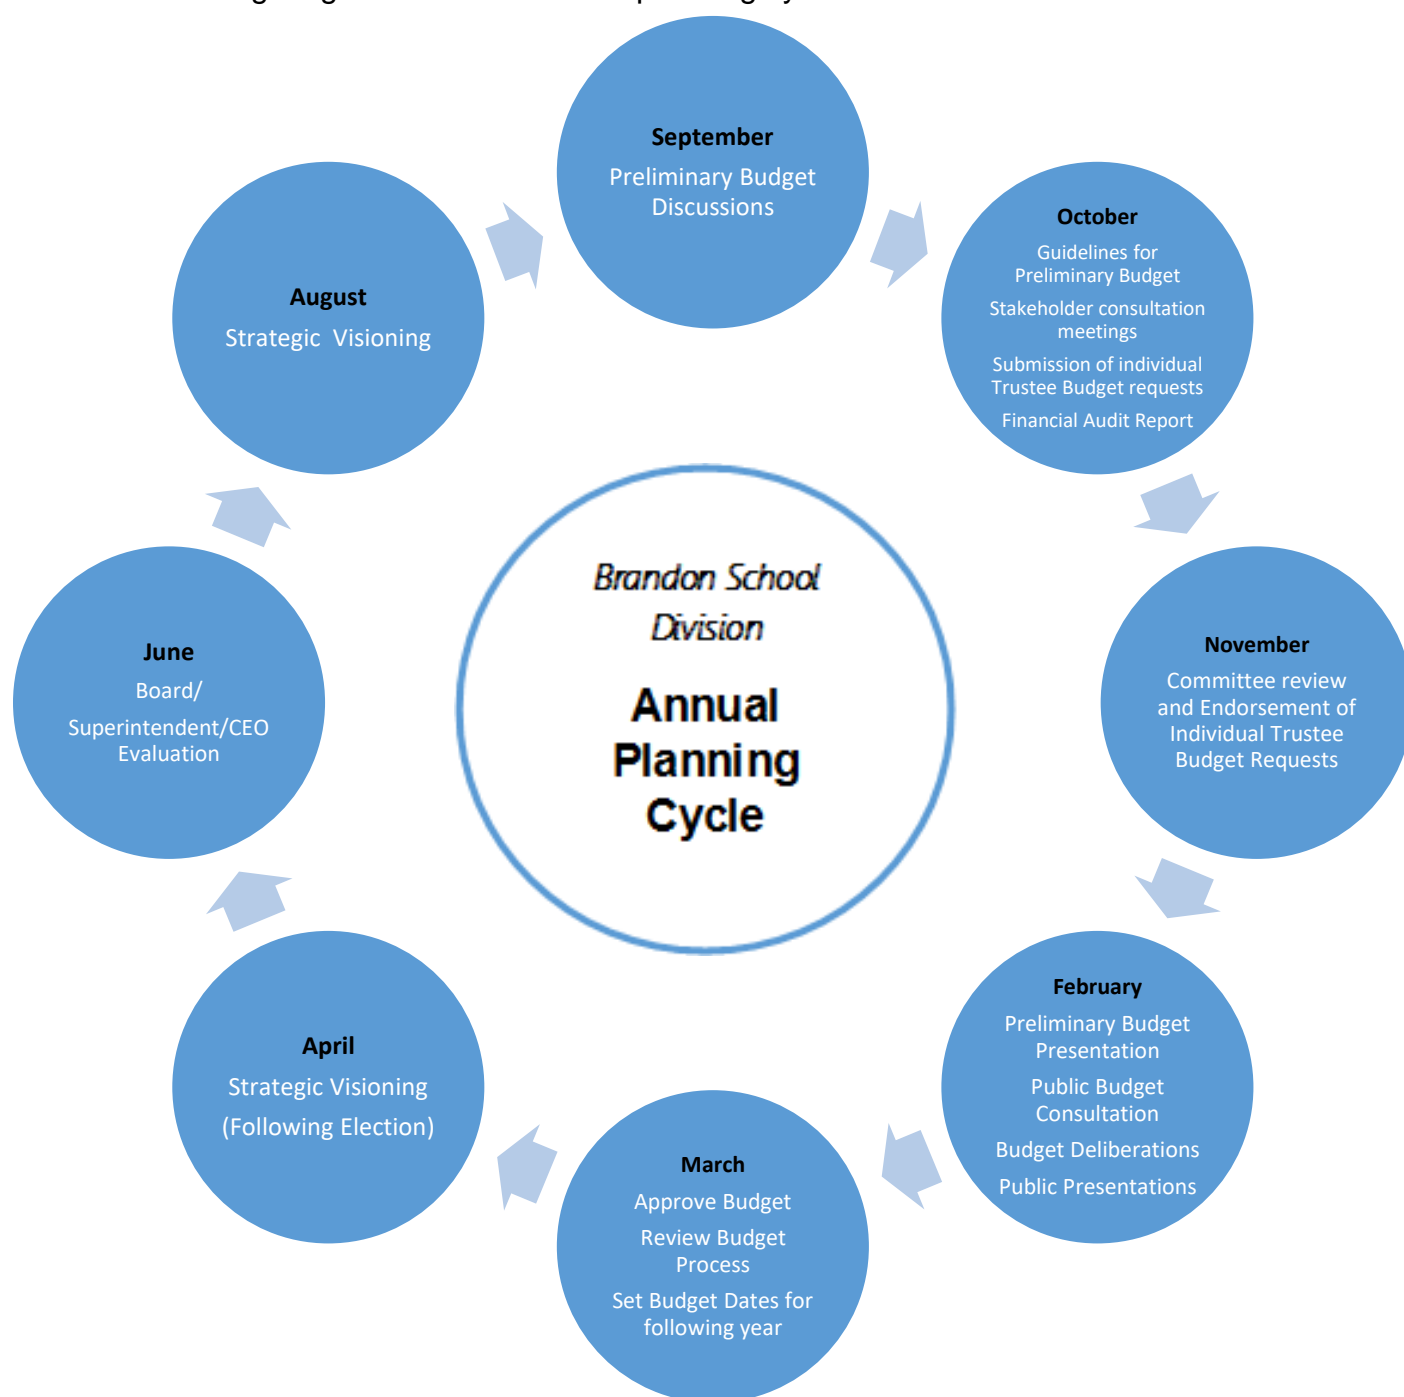 September
Preliminary Budget
Discussions
October
Guidelines for
Preliminary Budget
Stakeholder consultation
meetings
Submission of individual
Trustee Budget requests
Financial Audit Report
November
Committee review
and Endorsement of
Individual Trustee
Budget Requests
February
Preliminary Budget
Presentation
Public Budget
Consultation
Budget Deliberations
Public Presentations
March
Approve Budget
Review Budget
Process
Set Budget Dates for
following year
April
Strategic Visioning
(Following Election)
June
Board/
Superintendent/CEO
Evaluation
August
Strategic Visioning
Brandon School
Division
Annual
Planning
Cycle